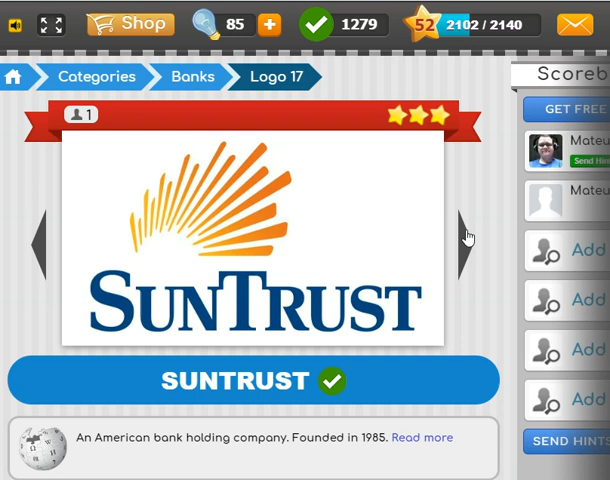 Shop
85
1279
52
2102 / 2140
Categories
Banks
Logo 17
Scoreb
1
GET FREE
Mateu
Send Hin
Mateu
SUNTRUST
Add
Add
Add
Add
SUNTRUST
An American bank holding company. Founded in 1985. Read more
SEND HINTS